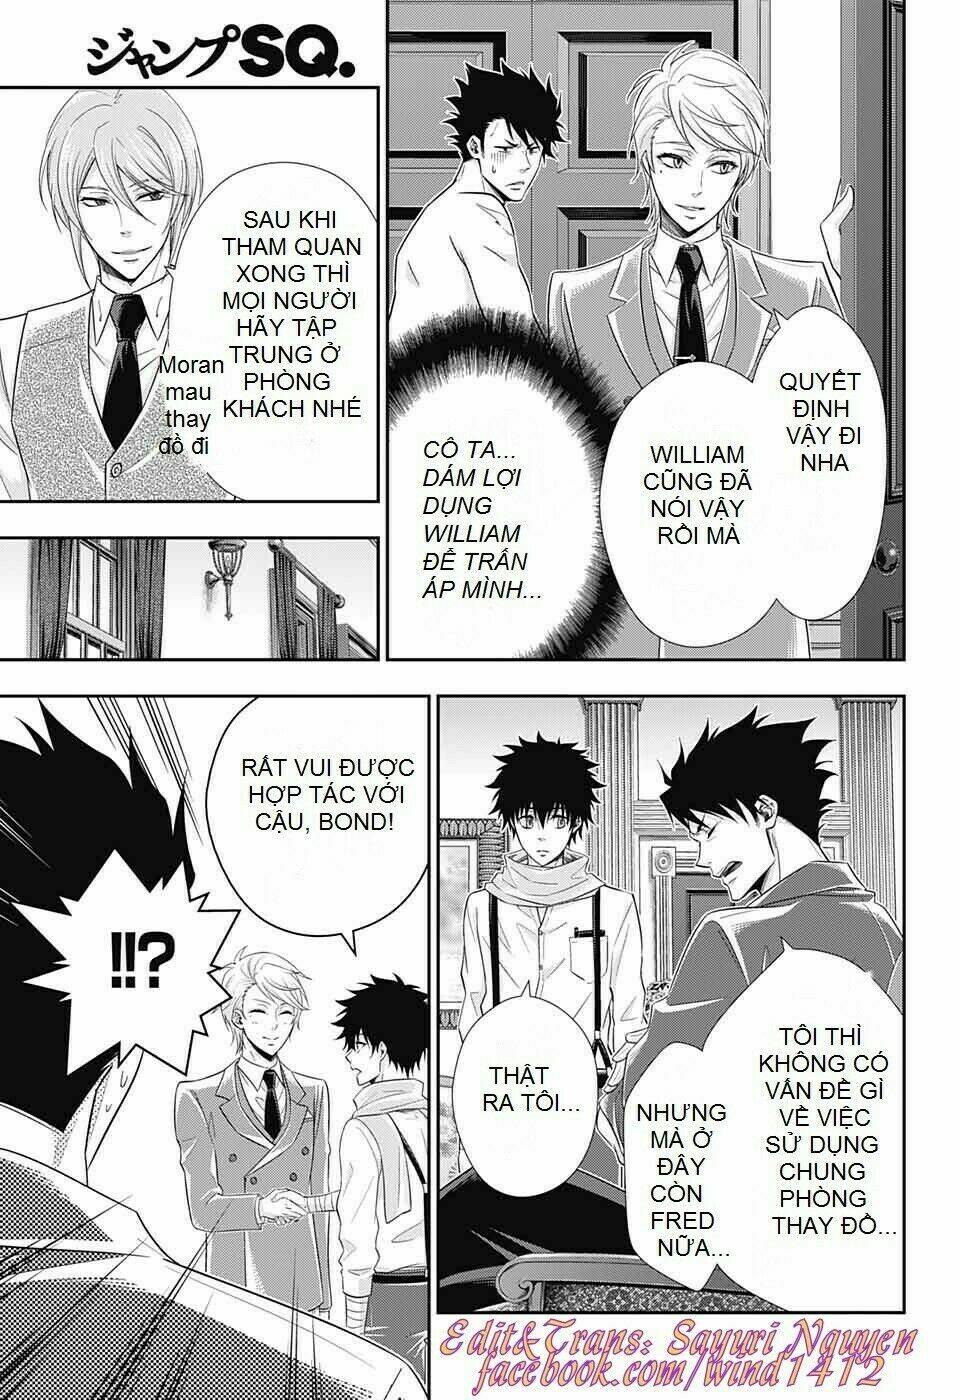 ジャンプSQ.
QUYẾT
ĐỊNH
VẬY ĐI
NHA
WILLIAM
CŨNG ĐÃ
NÓI VẬY
RỒI MÀ
CÔ TA...
DÁM LỢI
DỤNG
WILLIAM
ĐỂ TRẤN
ÁP MÌNH...
SAU KHI
THAM QUAN
XONG THÌ
MỌI NGƯỜI
HÃY TẬP
TRUNG Ở
PHÒNG
KHÁCH NHÉ
Moran
mau
thay
đồ đi
TÔI THÌ
KHÔNG CÓ
VẤN ĐỀ GÌ
VỀ VIỆC
SỬ DỤNG
CHUNG
PHÒNG
THAY ĐỒ...
NHƯNG
MÀ Ở
ĐÂY
CÒN
FRED
NỮA...
THẬT
RA TÔI...
RẤT VUI ĐƯỢC
HỢP TÁC VỚI
CẬU, BOND!
!!?
Edit&Trans: Sayuri Nguyen
facebook.com/wind1412